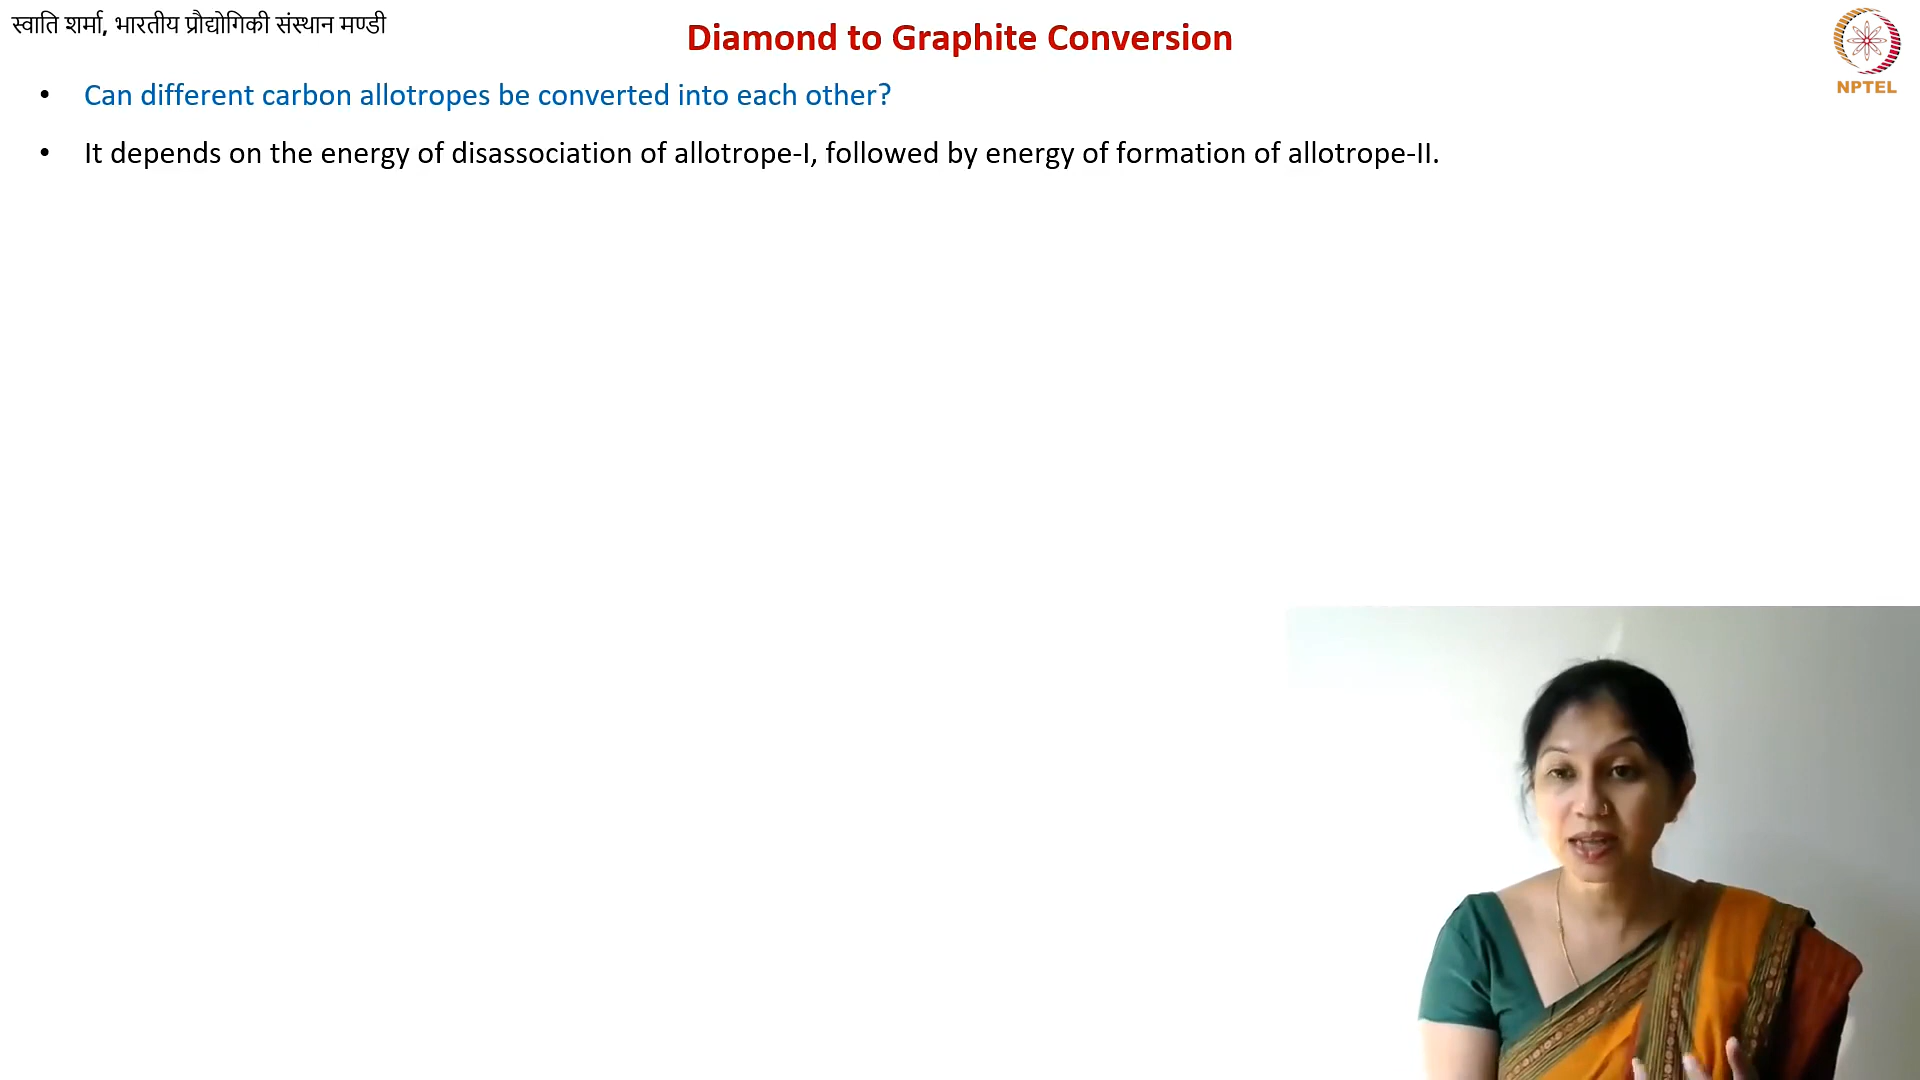 स्वाति शर्मा, भारतीय प्रौद्योगिकी संस्थान मण्डी
Diamond to Graphite Conversion
NPTEL
• Can different carbon allotropes be converted into each other?
• It depends on the energy of disassociation of allotrope-I, followed by energy of formation of allotrope-II.